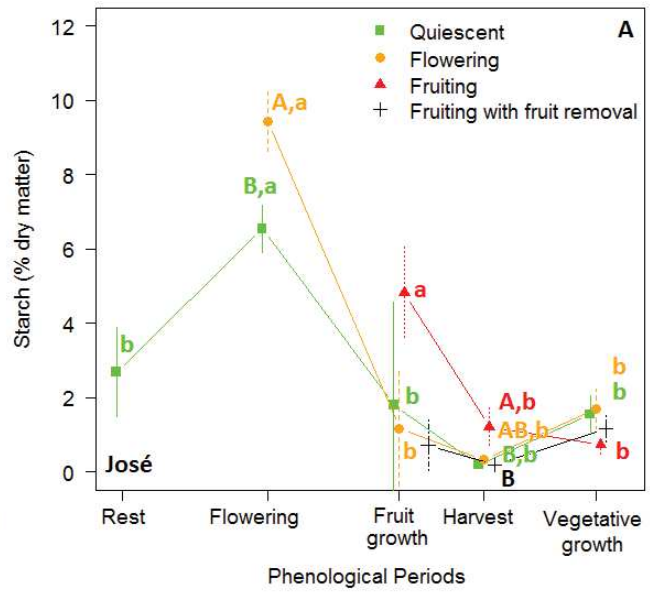 A
Quiescent
Flowering
Fruiting
Fruiting with fruit removal
12
10
8
6
4
2
0
Starch (% dry matter)
A,a
B,a
b
a
b
b
A,b
AB,b
B,b
B
b
b
b
José
Rest
Flowering
Fruit
growth
Harvest
Vegetative
growth
Phenological Periods